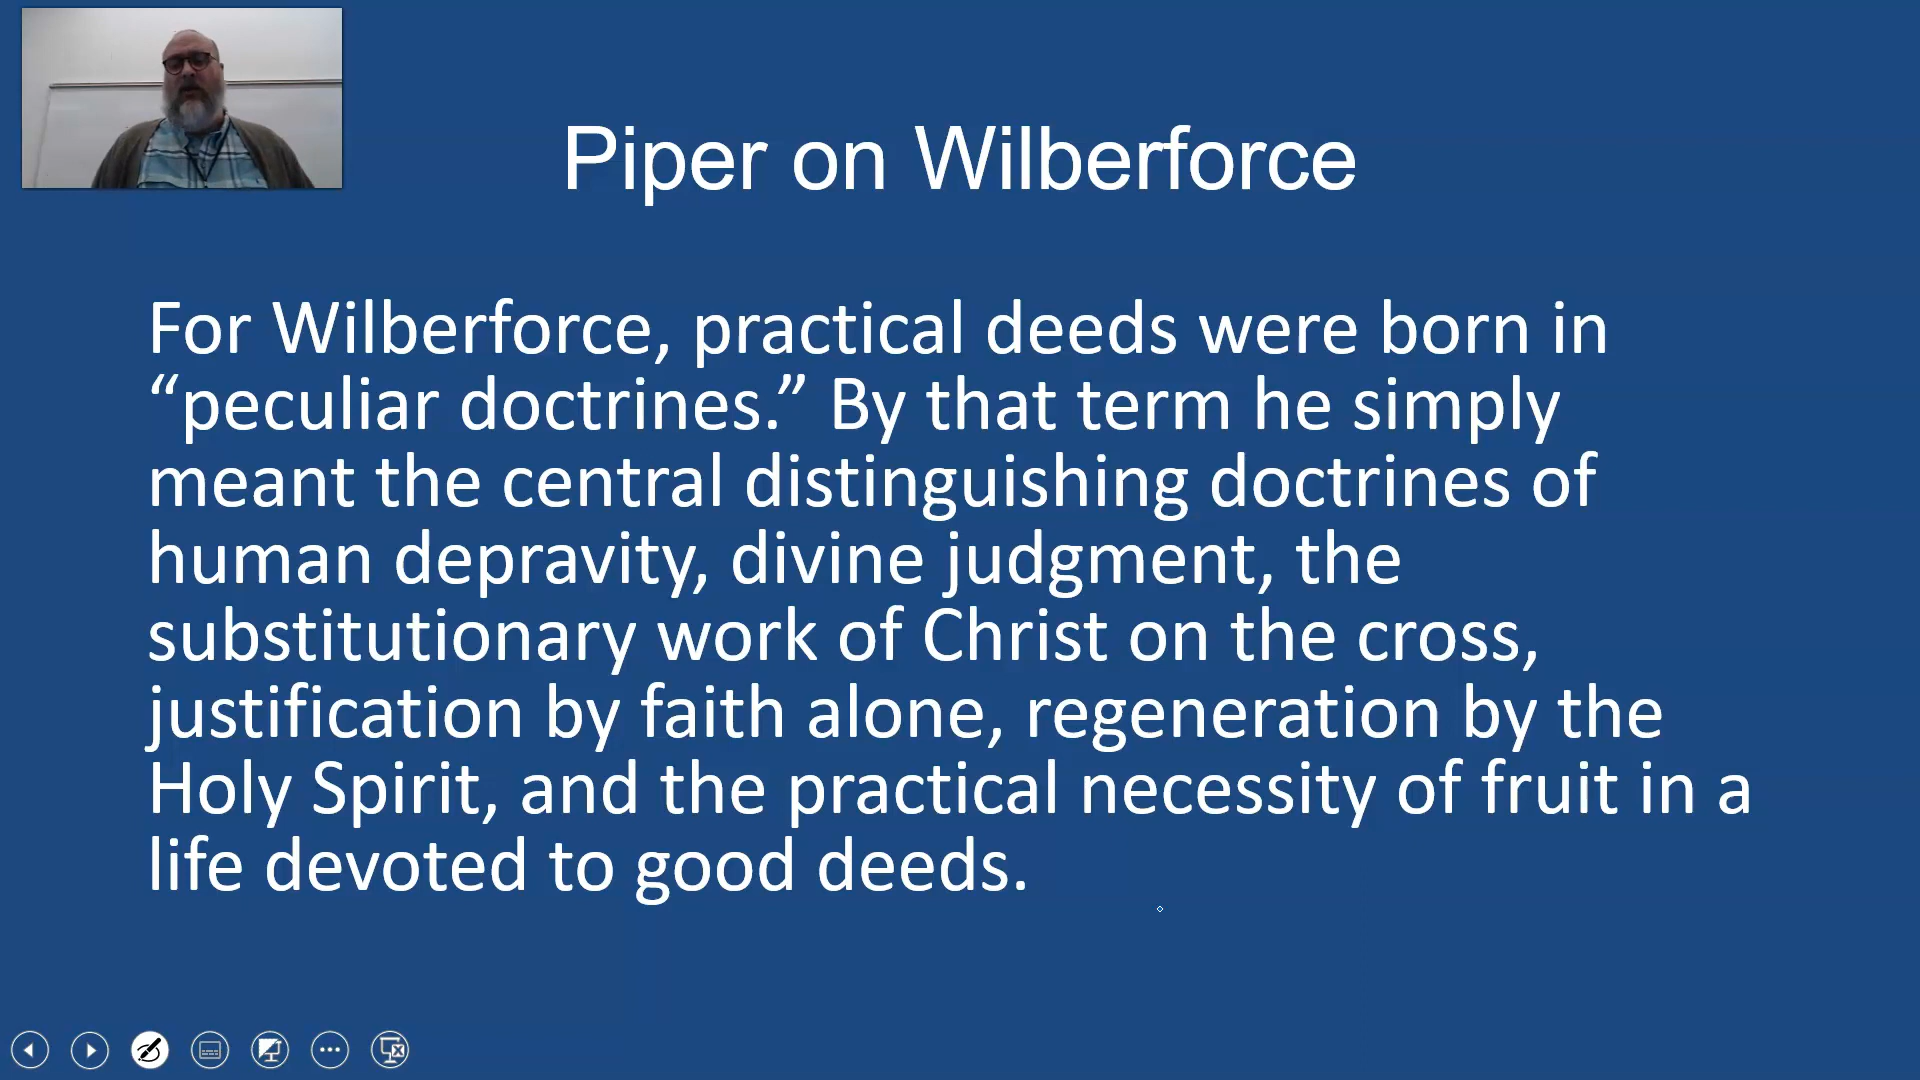 Piper on Wilberforce
For Wilberforce, practical deeds were born in
“peculiar doctrines.” By that term he simply
meant the central distinguishing doctrines of
human depravity, divine judgment, the
substitutionary work of Christ on the cross,
justification by faith alone, regeneration by the
Holy Spirit, and the practical necessity of fruit in a
life devoted to good deeds.